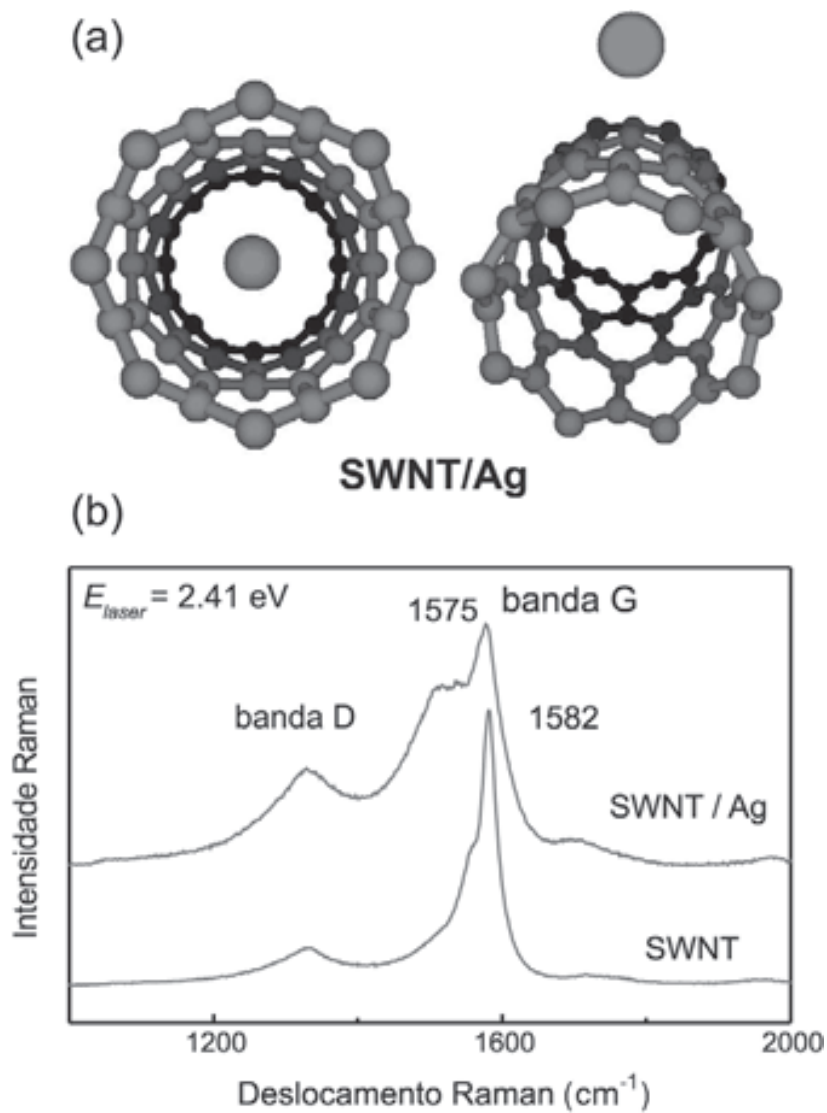 (a)
SWNT/Ag
(b)
E_laser = 2.41 eV
1575 banda G
banda D
1582
SWNT / Ag
SWNT
Intensidade Raman
1200 1600 2000
Deslocamento Raman (cm⁻¹)